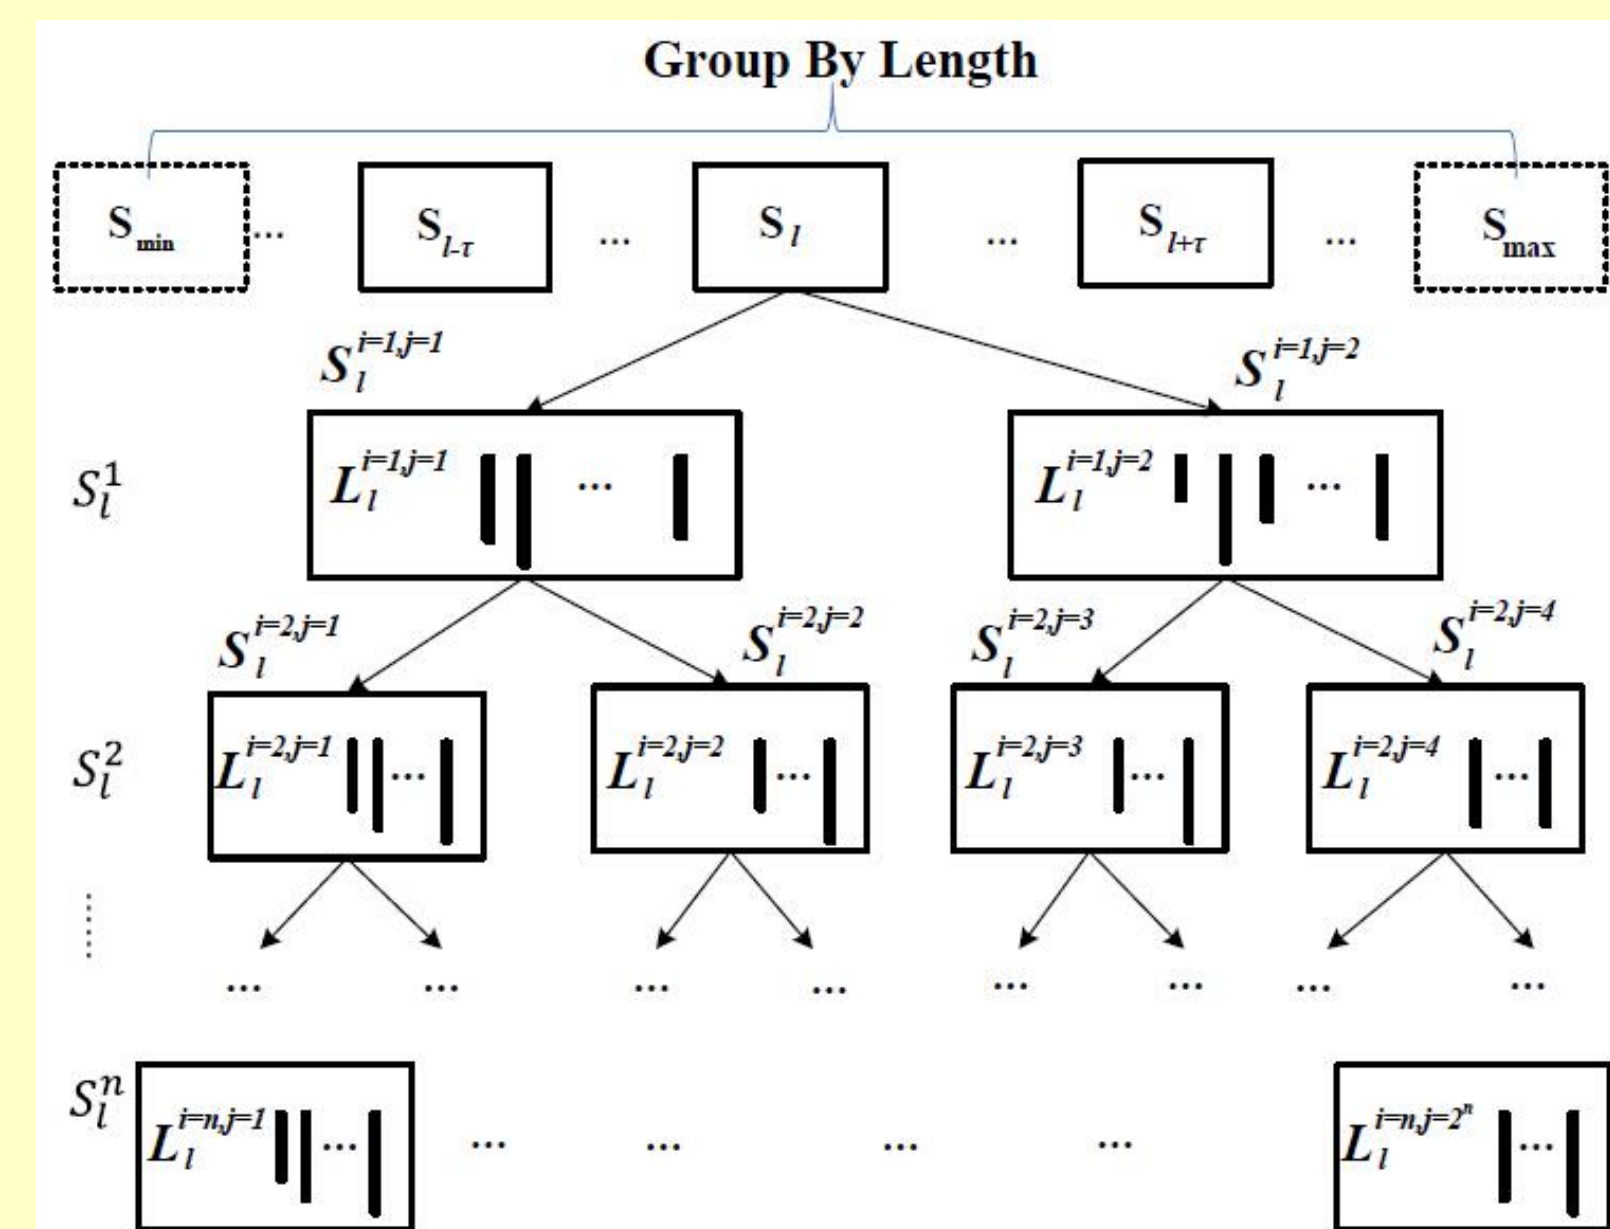 Group By Length
S_min ... S_{l-τ} ... S_l ... S_{l+τ} ... S_max
S_l^{i=1,j=1} S_l^{i=1,j=2}
S_l^1 L_l^{i=1,j=1} ... L_l^{i=1,j=2} ...
S_l^{i=2,j=1} S_l^{i=2,j=2} S_l^{i=2,j=3} S_l^{i=2,j=4}
S_l^2 L_l^{i=2,j=1} ... L_l^{i=2,j=2} ... L_l^{i=2,j=3} ... L_l^{i=2,j=4} ...
... ... ... ... ... ... ... ...
S_l^n L_l^{i=n,j=1} ... ... ... ... ... L_l^{i=n,j=2^n} ...